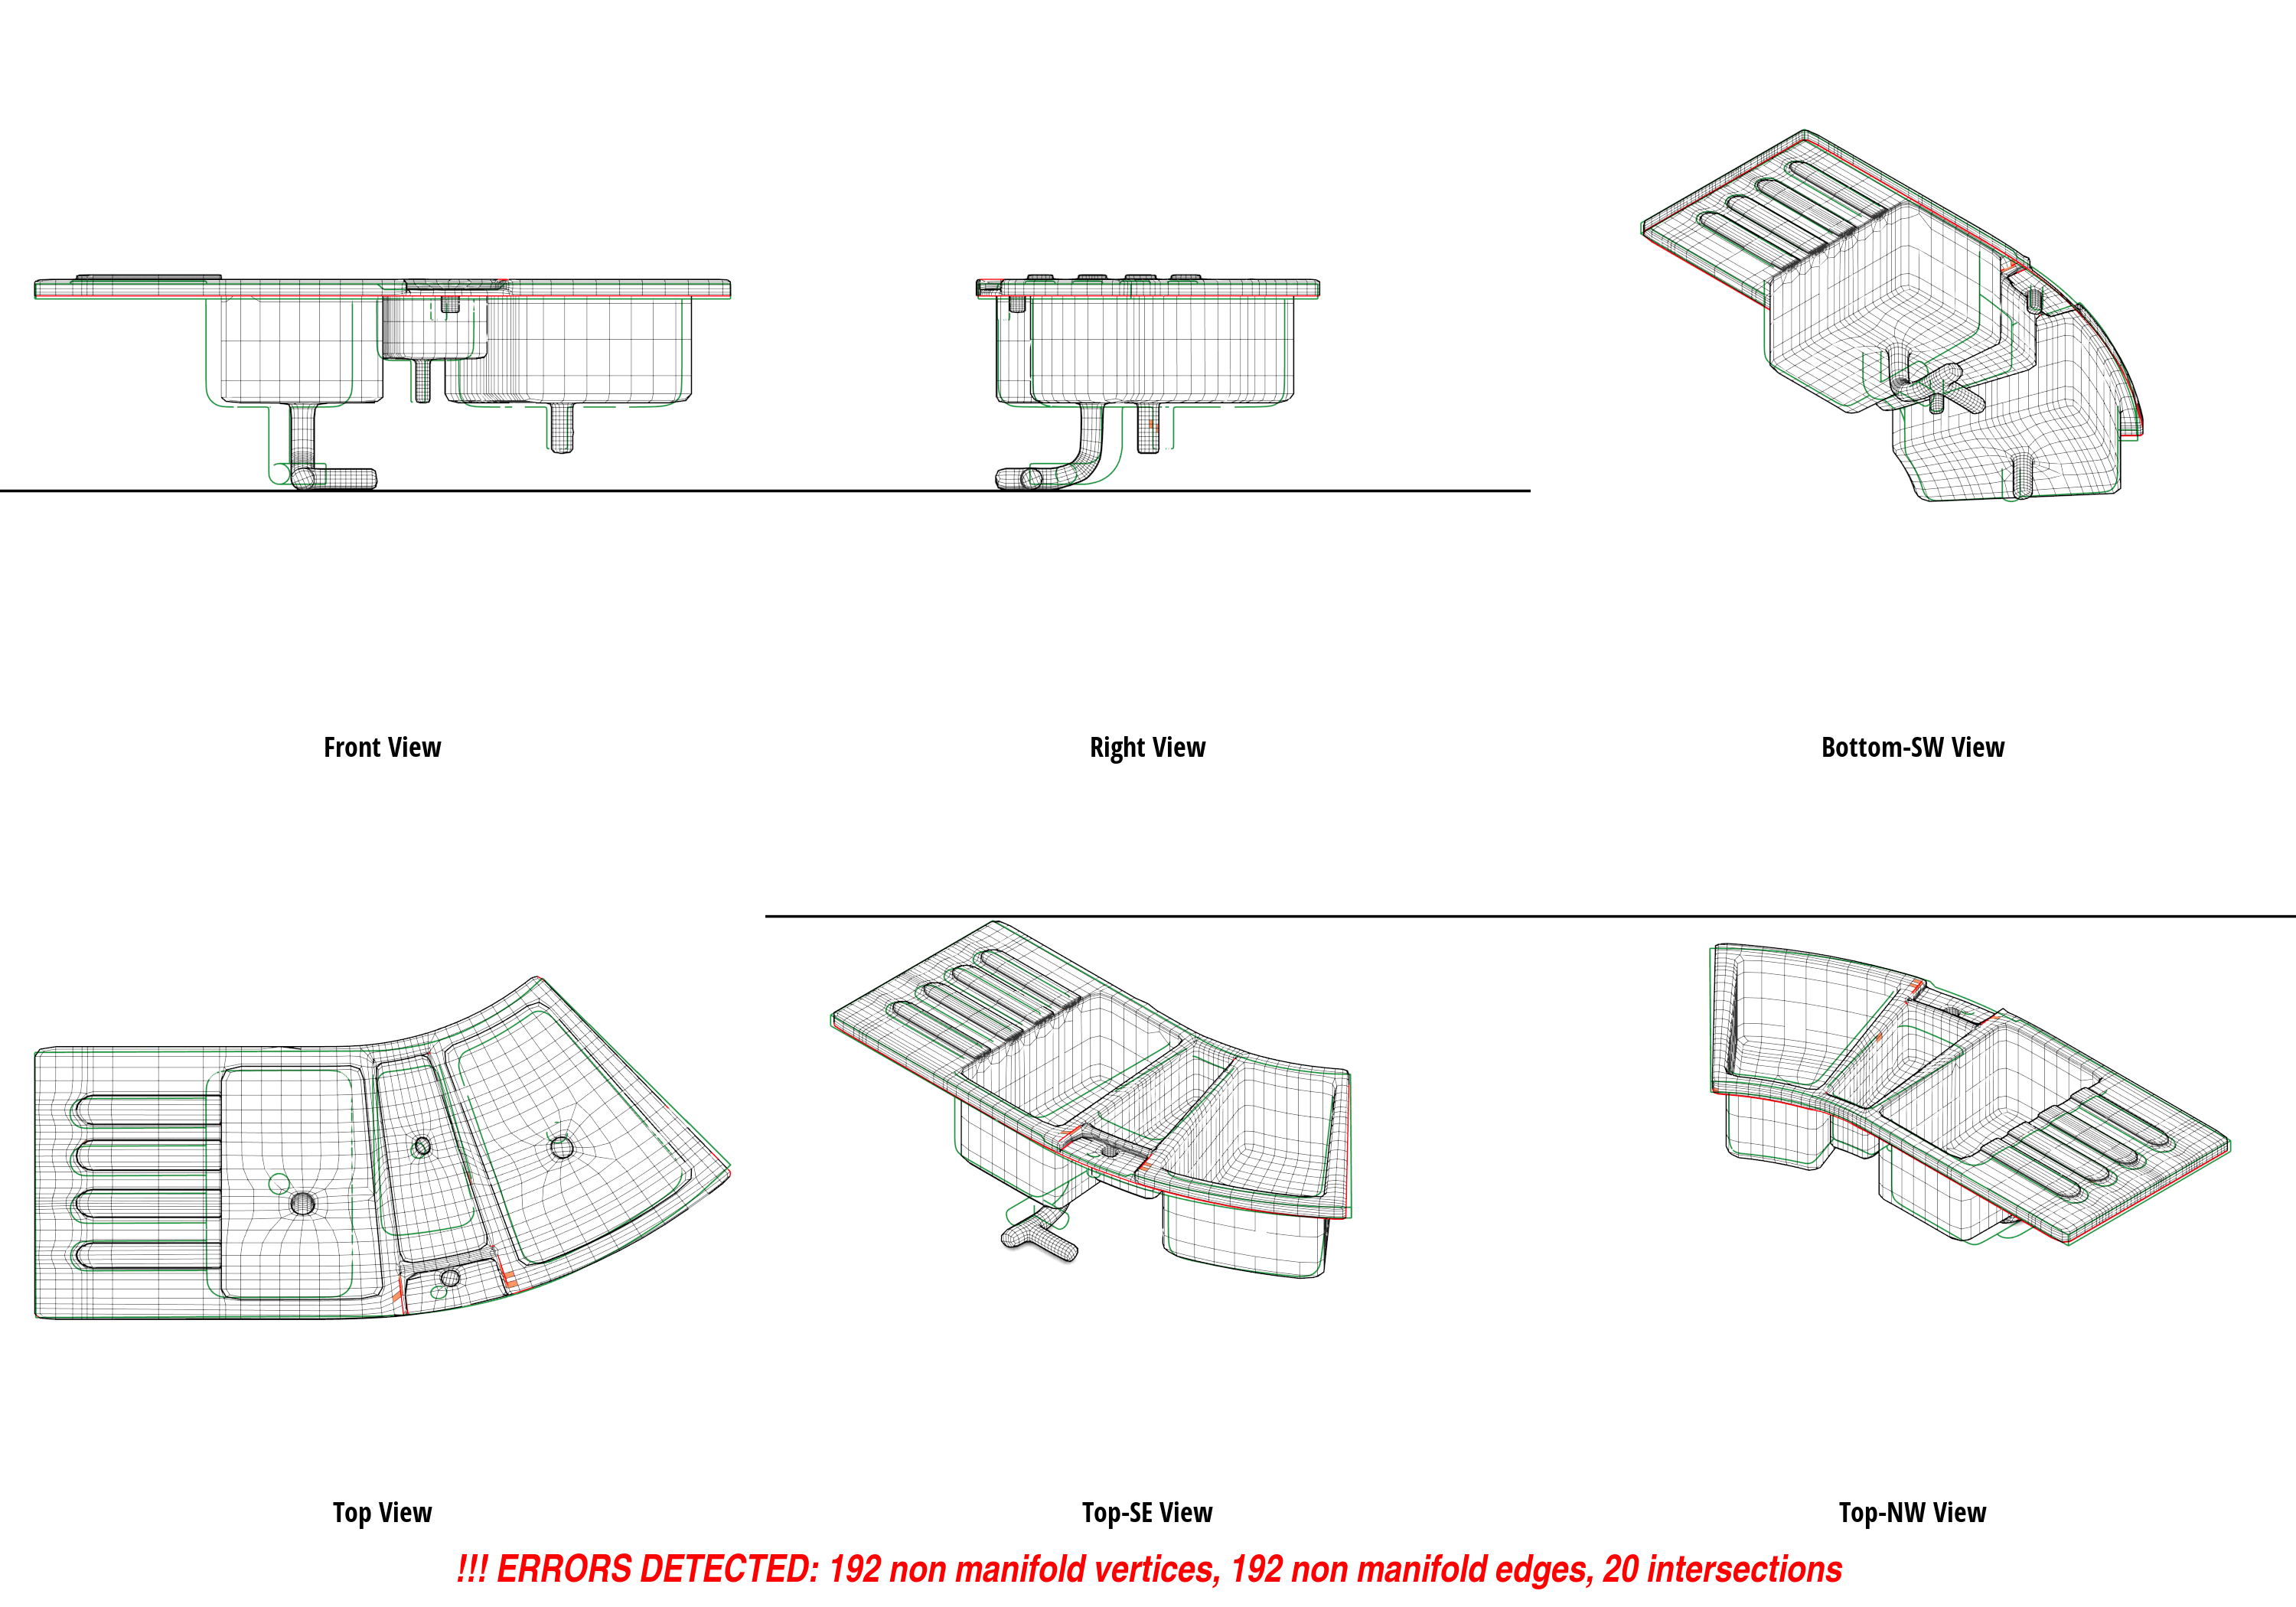 Front View
Right View
Bottom-SW View
Top View
Top-SE View
Top-NW View
!!! ERRORS DETECTED: 192 non manifold vertices, 192 non manifold edges, 20 intersections